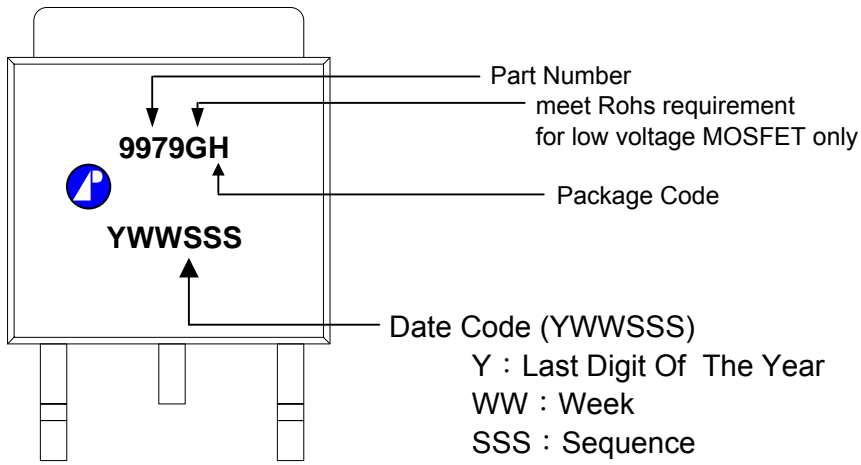 Part Number
meet Rohs requirement
for low voltage MOSFET only
9979GH
Package Code
YWWSSS
Date Code (YWWSSS)
Y：Last Digit Of The Year
WW：Week
SSS：Sequence